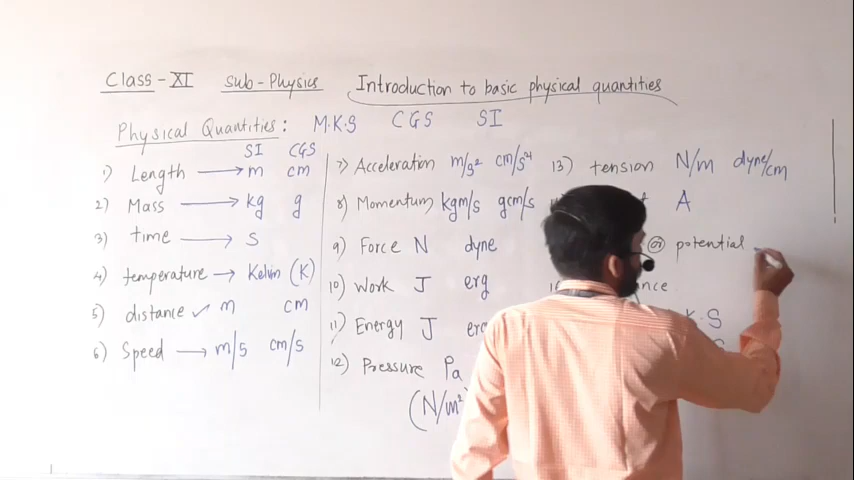 Class-XI Sub-Physics Introduction to basic physical quantities
Physical Quantities: M.K.S CGS SI
SI CGS
1) Length → m cm
2) Mass → kg g
3) time → s
4) temperature → Kelvin (K)
5) distance ✓ m cm
6) Speed → m/s cm/s
7) Acceleration m/s² cm/s²
8) Momentum kgm/s gcm/s
9) Force N dyne
10) Work J erg
11) Energy J
12) Pressure Pa
(N/m²
13) tension N/m dyne/cm
A
or potential
K.S